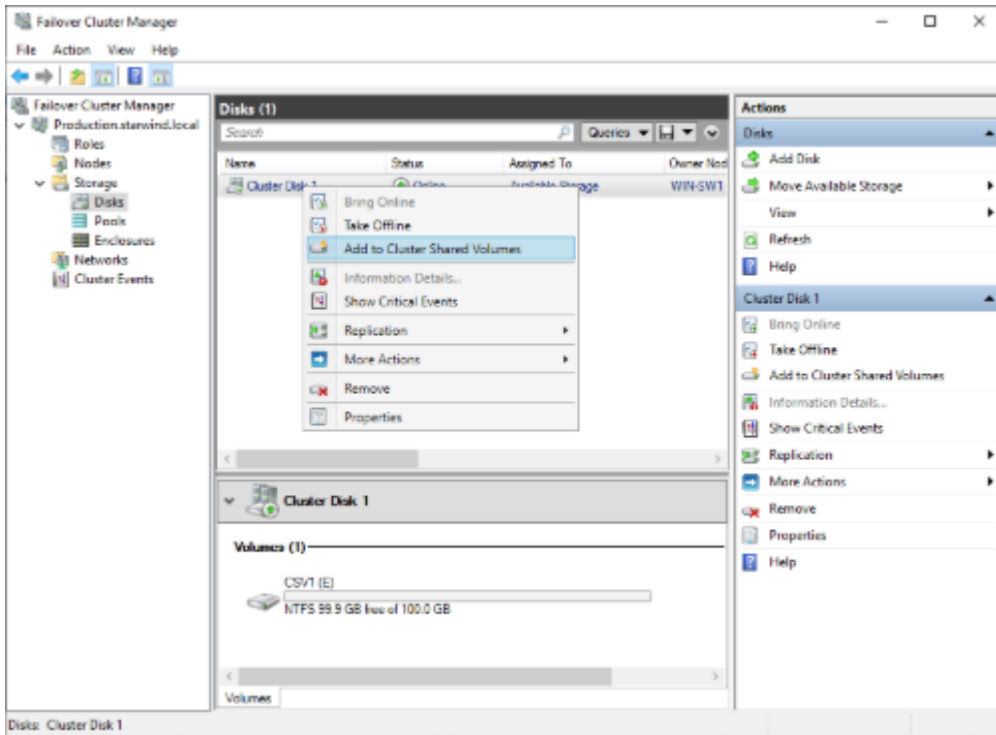 Failover Cluster Manager
File Action View Help
Failover Cluster Manager
Production.starwind.local
Roles
Nodes
Storage
Disks
Pools
Enclosures
Networks
Cluster Events
Disks (1)
Search
Queries
Name Status Assigned To Owner Nod
Cluster Disk 1 Online Available Storage WIN-SW1
Bring Online
Take Offline
Add to Cluster Shared Volumes
Information Details...
Show Critical Events
Replication
More Actions
Remove
Properties
Cluster Disk 1
Volumes (1)
CSV1 (E)
NTFS 99.9 GB free of 100.0 GB
Volumes
Actions
Disks
Add Disk
Move Available Storage
View
Refresh
Help
Cluster Disk 1
Bring Online
Take Offline
Add to Cluster Shared Volumes
Information Details...
Show Critical Events
Replication
More Actions
Remove
Properties
Help
Disks: Cluster Disk 1